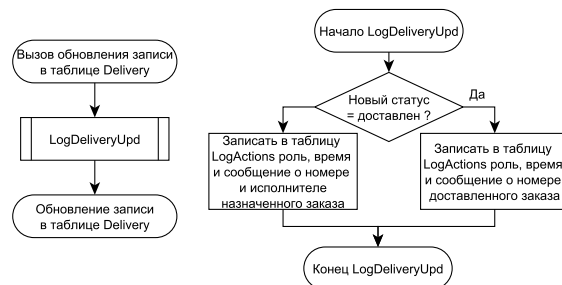 Вызов обновления записи
в таблице Delivery
LogDeliveryUpd
Обновление записи
в таблице Delivery
Начало LogDeliveryUpd
Новый статус
= доставлен ?
Да
Записать в таблицу
LogActions роль, время
и сообщение о номере
и исполнителе
назначенного заказа
Записать в таблицу
LogActions роль, время
и сообщение о номере
доставленного заказа
Конец LogDeliveryUpd